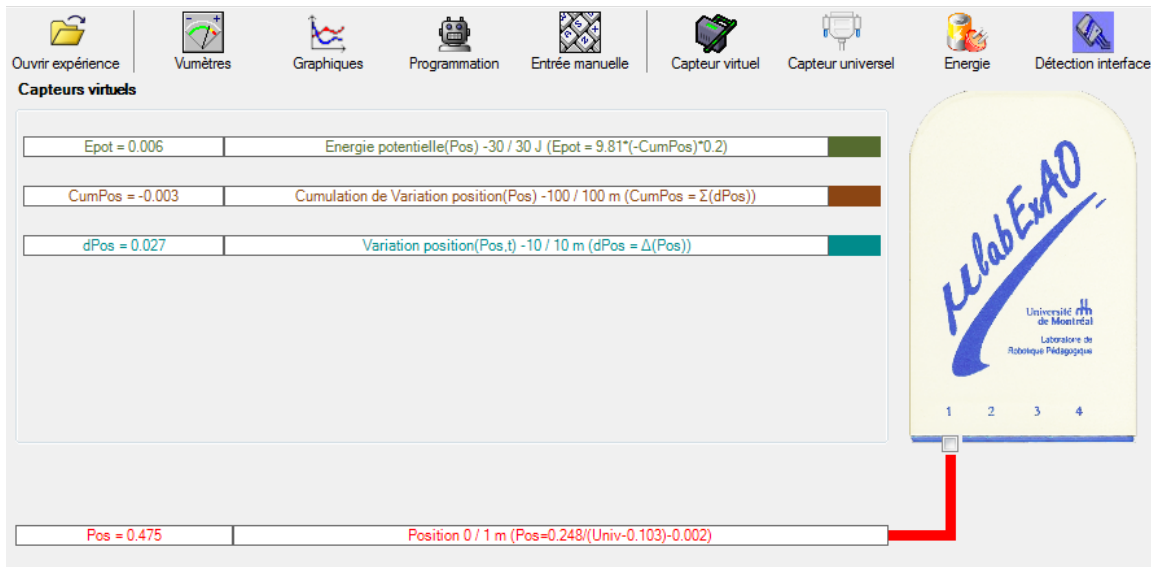 Ouvrir expérience Vumètres Graphiques Programmation Entrée manuelle Capteur virtuel Capteur universel Energie Détection interface
Capteurs virtuels
Epot = 0.006 Energie potentielle(Pos) -30 / 30 J (Epot = 9.81*(-CumPos)*0.2)
CumPos = -0.003 Cumulation de Variation position(Pos) -100 / 100 m (CumPos = Σ(dPos))
dPos = 0.027 Variation position(Pos,t) -10 / 10 m (dPos = Δ(Pos))
µlabExAO
Université
de Montréal
Laboratoire de
Robotique Pédagogique
1 2 3 4
Pos = 0.475 Position 0 / 1 m (Pos=0.248/(Univ-0.103)-0.002)